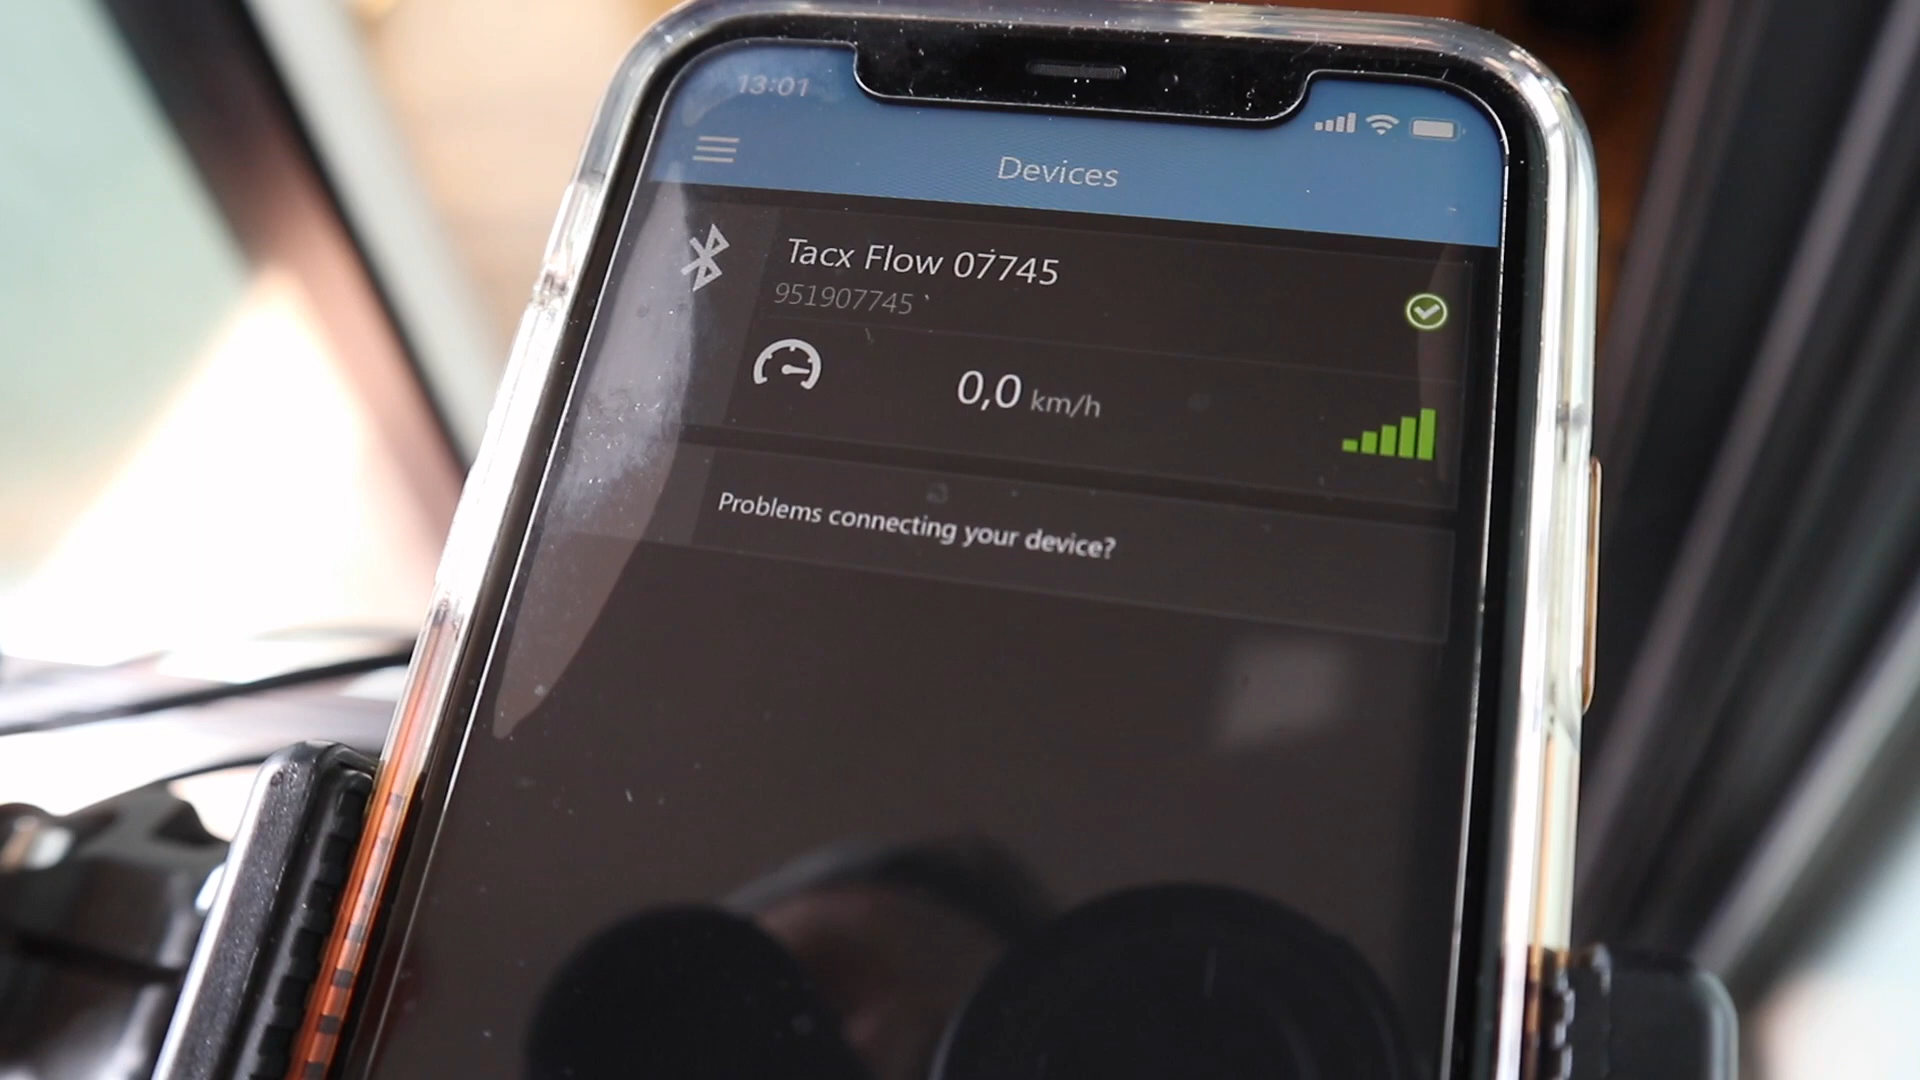 13:01
Devices
Tacx Flow 07745
951907745
0,0 km/h
Problems connecting your device?